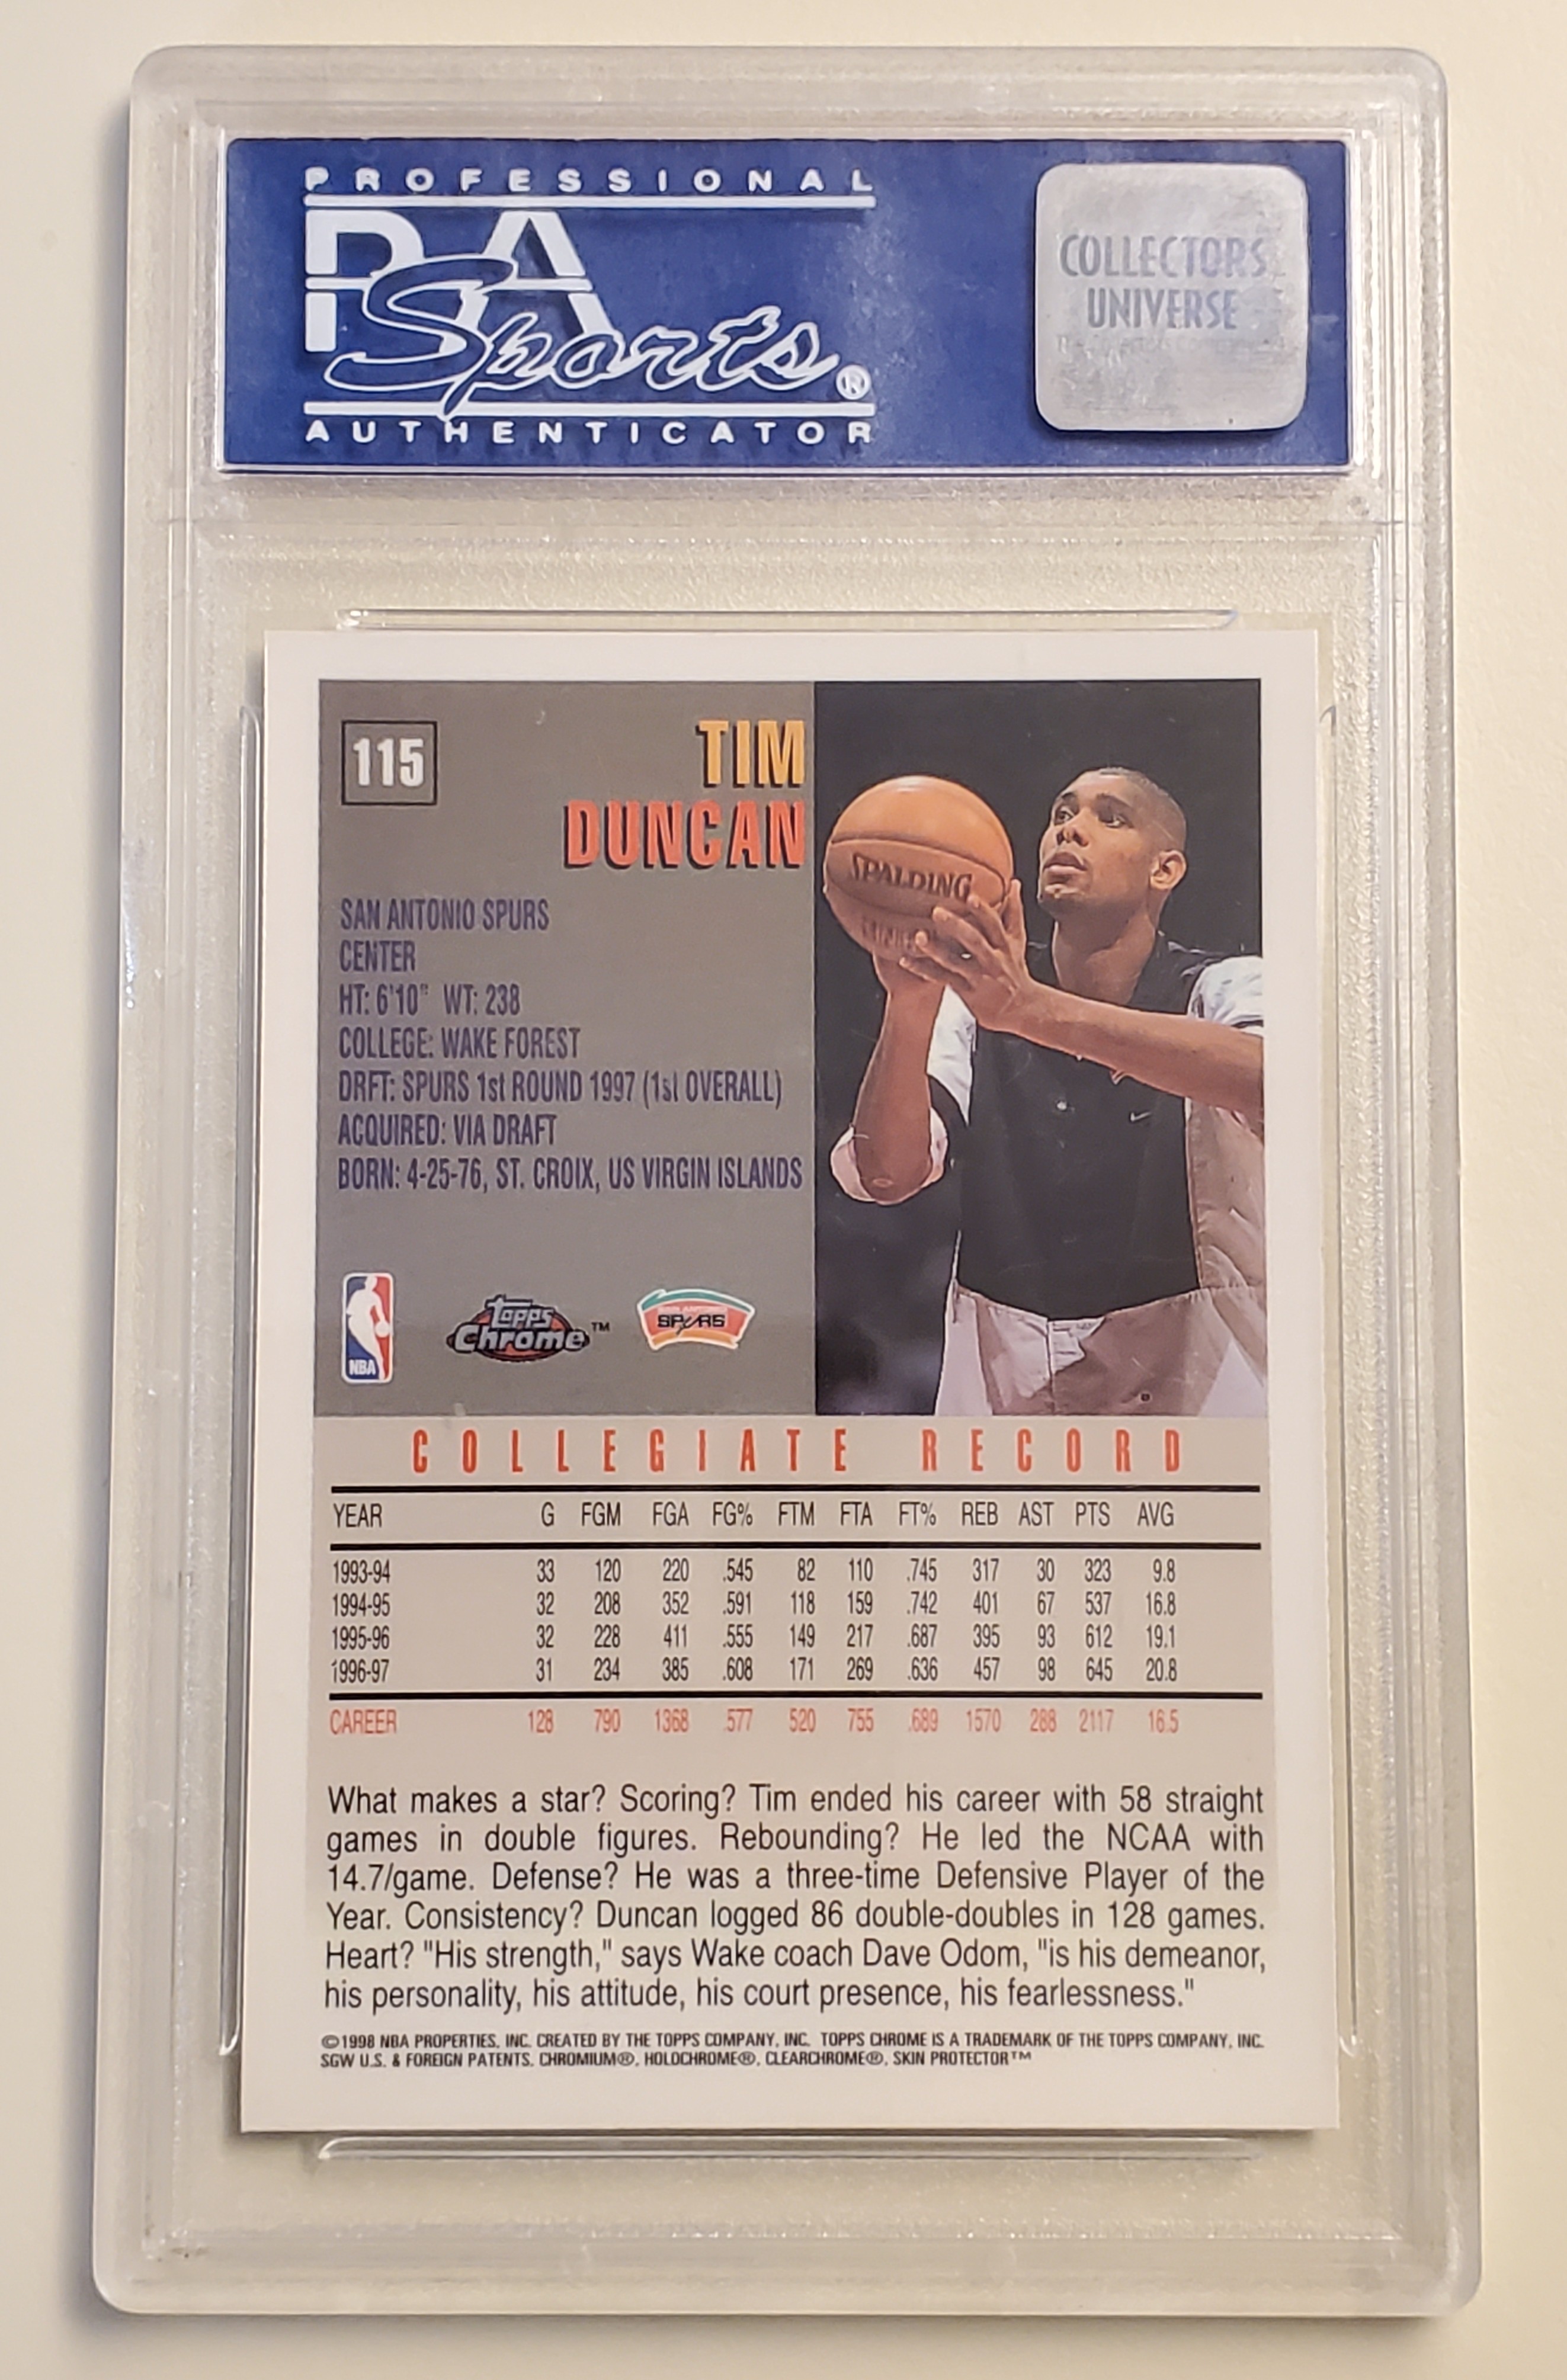 PROFESSIONAL
PSA
Sports®
AUTHENTICATOR
COLLECTORS
UNIVERSE
115
TIM
DUNCAN
SPALDING
SAN ANTONIO SPURS
CENTER
HT: 6'10" WT: 238
COLLEGE: WAKE FOREST
DRFT: SPURS 1st ROUND 1997 (1st OVERALL)
ACQUIRED: VIA DRAFT
BORN: 4-25-76, ST. CROIX, US VIRGIN ISLANDS
NBA
Topps
Chrome™
SAN ANTONIO
SPURS
COLLEGIATE RECORD
YEAR G FGM FGA FG% FTM FTA FT% REB AST PTS AVG
1993-94 33 120 220 .545 82 110 .745 317 30 323 9.8
1994-95 32 208 352 .591 118 159 .742 401 67 537 16.8
1995-96 32 228 411 .555 149 217 .687 395 93 612 19.1
1996-97 31 234 385 .608 171 269 .636 457 98 645 20.8
CAREER 128 790 1368 .577 520 755 .689 1570 288 2117 16.5
What makes a star? Scoring? Tim ended his career with 58 straight
games in double figures. Rebounding? He led the NCAA with
14.7/game. Defense? He was a three-time Defensive Player of the
Year. Consistency? Duncan logged 86 double-doubles in 128 games.
Heart? "His strength," says Wake coach Dave Odom, "is his demeanor,
his personality, his attitude, his court presence, his fearlessness."
©1998 NBA PROPERTIES, INC. CREATED BY THE TOPPS COMPANY, INC. TOPPS CHROME IS A TRADEMARK OF THE TOPPS COMPANY, INC.
SGW U.S. & FOREIGN PATENTS. CHROMIUM®, HOLOCHROME®, CLEARCHROME®, SKIN PROTECTOR™